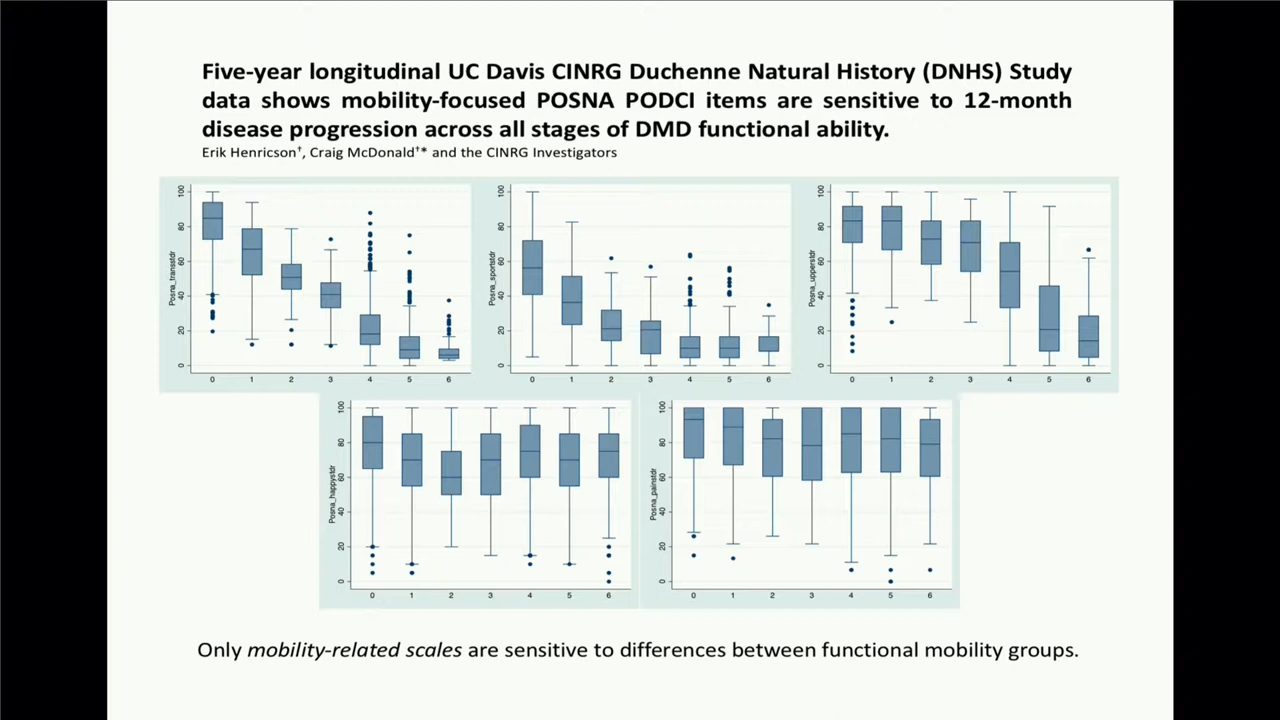 Five-year longitudinal UC Davis CINRG Duchenne Natural History (DNHS) Study
data shows mobility-focused POSNA PODCI items are sensitive to 12-month
disease progression across all stages of DMD functional ability.
Erik Henricson†, Craig McDonald†* and the CINRG Investigators
Posna_transstdr
100
80
60
40
20
0
0 1 2 3 4 5 6
Posna_sportsstdr
100
80
60
40
20
0
0 1 2 3 4 5 6
Posna_upperstdr
100
80
60
40
20
0
0 1 2 3 4 5 6
Posna_happystdr
100
80
60
40
20
0
0 1 2 3 4 5 6
Posna_painstdr
100
80
60
40
20
0
0 1 2 3 4 5 6
Only mobility-related scales are sensitive to differences between functional mobility groups.